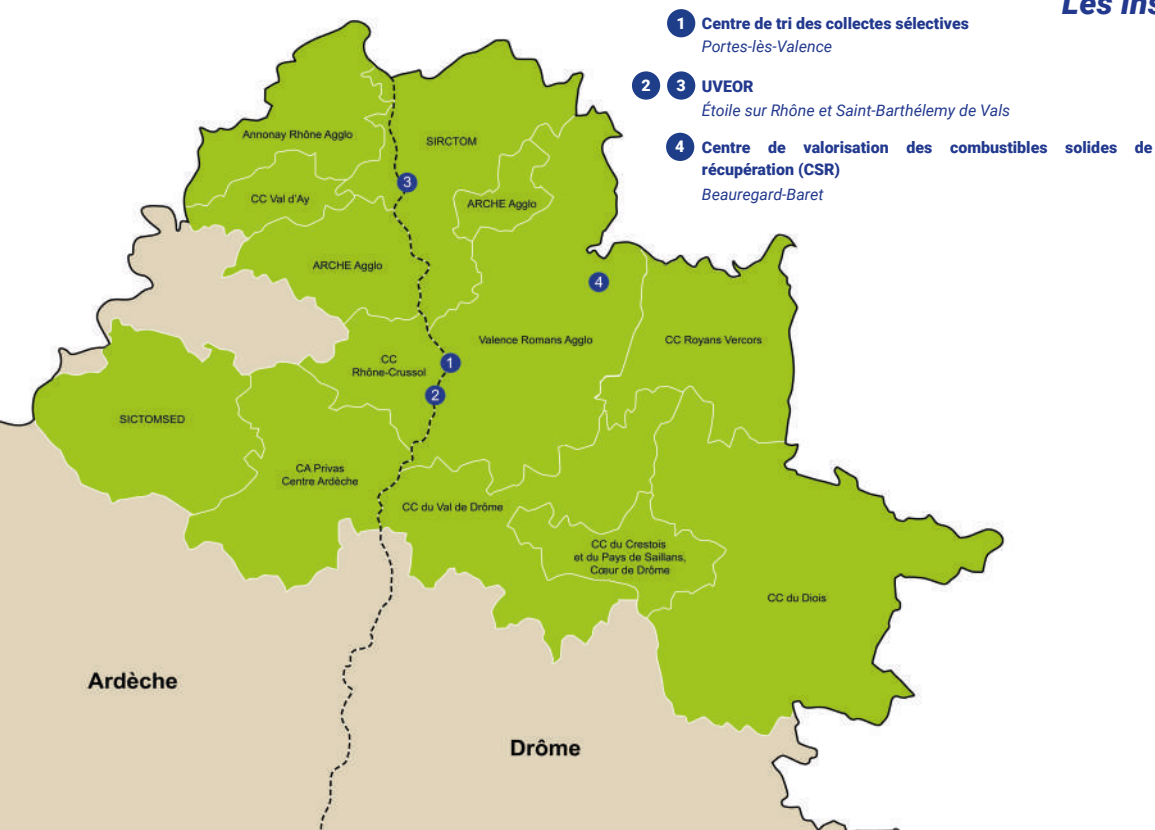 Les Ins
1 Centre de tri des collectes sélectives
Portes-lès-Valence
2 3 UVEOR
Étoile sur Rhône et Saint-Barthélemy de Vals
4 Centre de valorisation des combustibles solides de
récupération (CSR)
Beauregard-Baret
Annonay Rhône Agglo
SIRCTOM
3
CC Val d'Ay
ARCHE Agglo
ARCHE Agglo
4
Valence Romans Agglo
CC Royans Vercors
CC
Rhône-Crussol
1
2
SICTOMSED
CA Privas
Centre Ardèche
CC du Val de Drôme
CC du Crestois
et du Pays de Saillans,
Cœur de Drôme
CC du Diois
Ardèche
Drôme